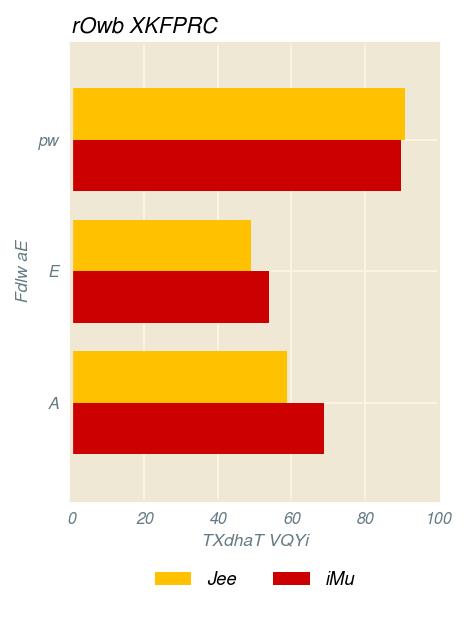 rOwb XKFPRC
pw
E
A
Fdlw aE
0 20 40 60 80 100
TXdhaT VQYi
Jee iMu